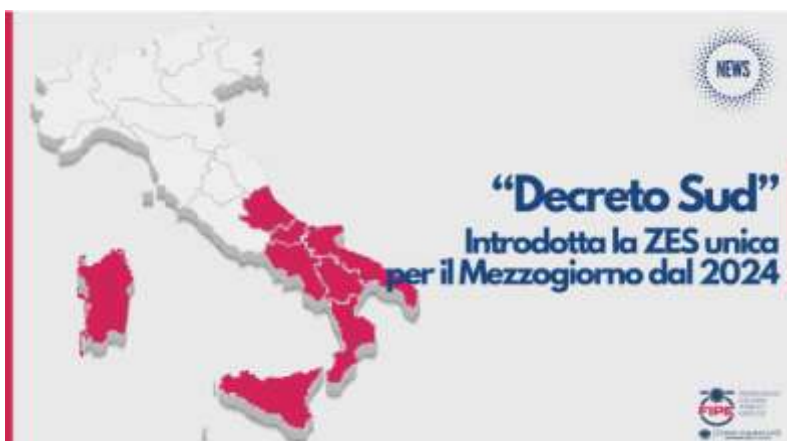 NEWS
“Decreto Sud”
Introdotta la ZES unica
per il Mezzogiorno dal 2024
FIPE